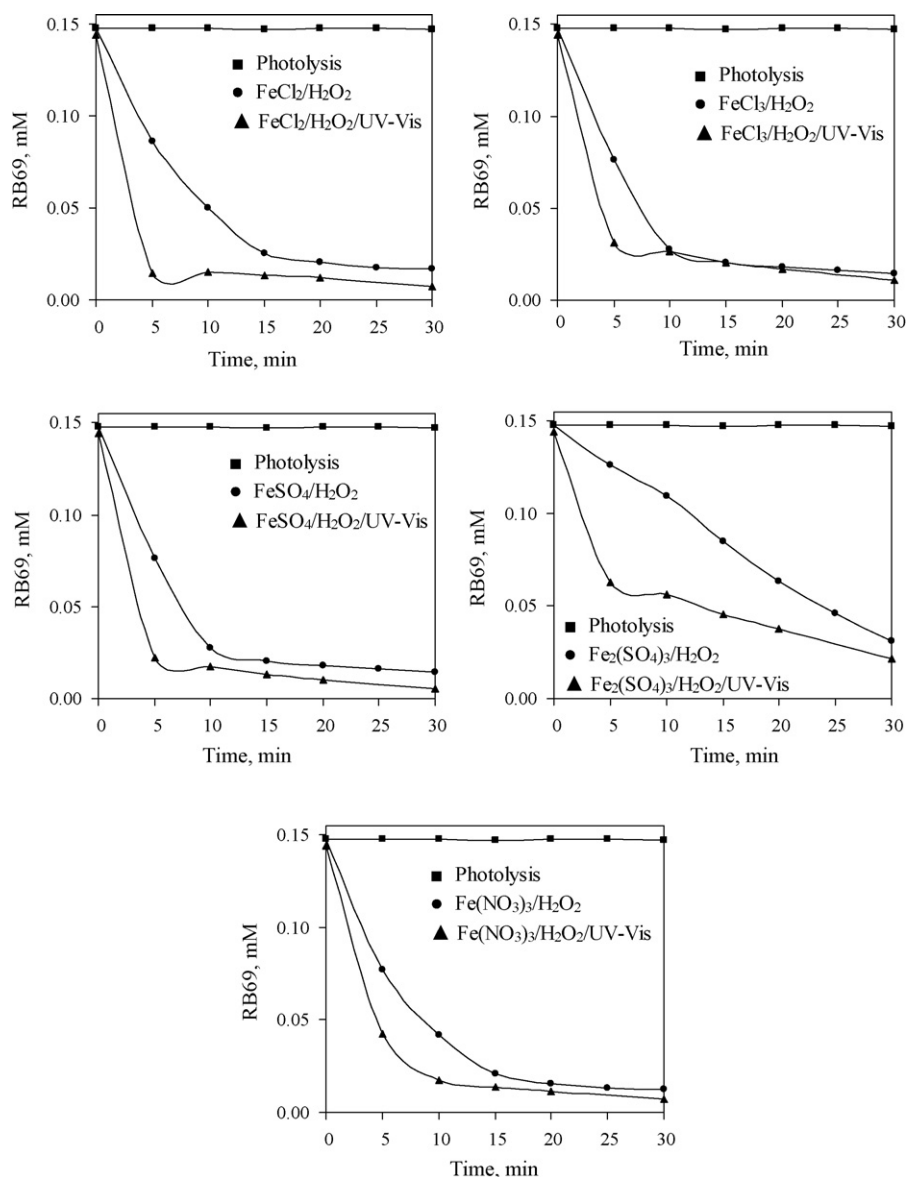 0.15
0.10
0.05
0.00
RB69, mM
Photolysis
FeCl₂/H₂O₂
FeCl₂/H₂O₂/UV-Vis
0 5 10 15 20 25 30
Time, min
0.15
0.10
0.05
0.00
RB69, mM
Photolysis
FeCl₃/H₂O₂
FeCl₃/H₂O₂/UV-Vis
0 5 10 15 20 25 30
Time, min
0.15
0.10
0.05
0.00
RB69, mM
Photolysis
FeSO₄/H₂O₂
FeSO₄/H₂O₂/UV-Vis
0 5 10 15 20 25 30
Time, min
0.15
0.10
0.05
0.00
RB69, mM
Photolysis
Fe₂(SO₄)₃/H₂O₂
Fe₂(SO₄)₃/H₂O₂/UV-Vis
0 5 10 15 20 25 30
Time, min
0.15
0.10
0.05
0.00
RB69, mM
Photolysis
Fe(NO₃)₃/H₂O₂
Fe(NO₃)₃/H₂O₂/UV-Vis
0 5 10 15 20 25 30
Time, min